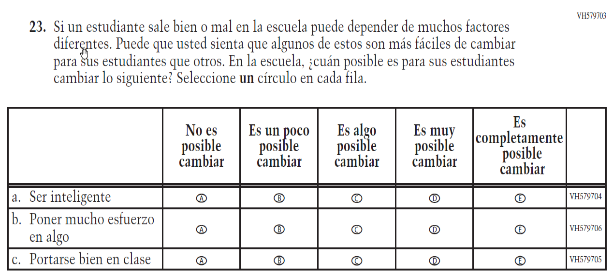 VH579703
23. Si un estudiante sale bien o mal en la escuela puede depender de muchos factores
diferentes. Puede que usted sienta que algunos de estos son más fáciles de cambiar
para sus estudiantes que otros. En la escuela, ¿cuán posible es para sus estudiantes
cambiar lo siguiente? Seleccione un círculo en cada fila.
No es posible cambiar
Es un poco posible cambiar
Es algo posible cambiar
Es muy posible cambiar
Es completamente posible cambiar
a. Ser inteligente A B C D E VH579704
b. Poner mucho esfuerzo
en algo A B C D E VH579706
c. Portarse bien en clase A B C D E VH579705